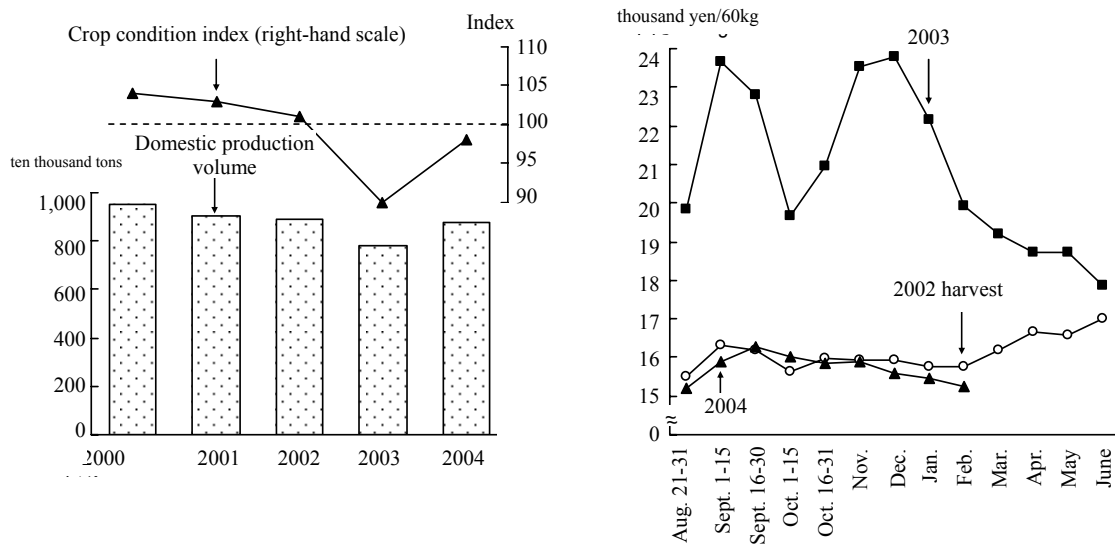 Crop condition index (right-hand scale)
Index
110
105
100
95
90
Domestic production
volume
ten thousand tons
1,000
800
600
400
200
0
2000
2001
2002
2003
2004
thousand yen/60kg
24
23
22
21
20
19
18
17
16
15
0
≈
2003
2002 harvest
2004
Aug. 21-31
Sept. 1-15
Sept. 16-30
Oct. 1-15
Oct. 16-31
Nov.
Dec.
Jan.
Feb.
Mar.
Apr.
May
June